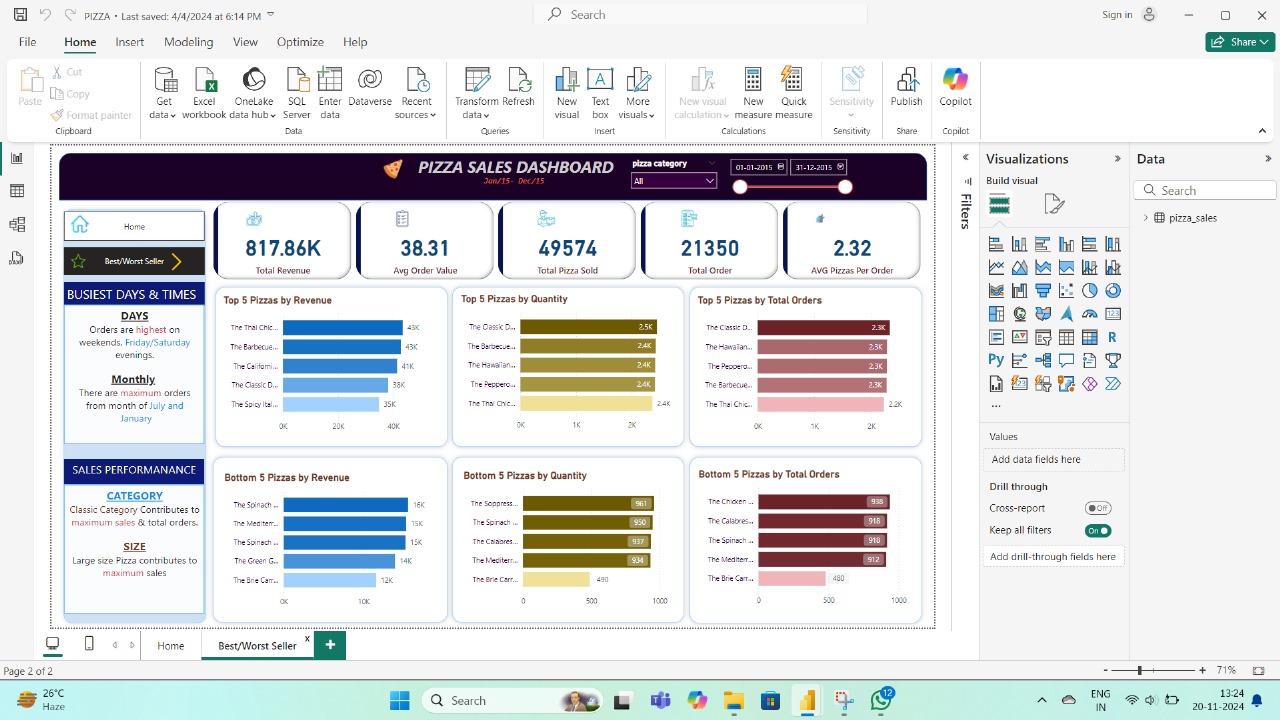 PIZZA • Last saved: 4/4/2024 at 6:14 PM
Search
Sign in
File Home Insert Modeling View Optimize Help
Share
Paste
Cut
Copy
Format painter
Clipboard
Get data
Excel workbook
OneLake data hub
SQL Server
Enter data
Dataverse
Recent sources
Data
Transform data
Refresh
Queries
New visual
Text box
More visuals
Insert
New visual calculation
New measure
Quick measure
Calculations
Sensitivity
Sensitivity
Publish
Share
Copilot
Copilot
PIZZA SALES DASHBOARD
Jan/15- Dec/15
pizza category
All
01-01-2015
31-12-2015
Home
Best/Worst Seller
BUSIEST DAYS & TIMES
DAYS
Orders are highest on
weekends. Friday/Saturday
evenings.
Monthly
There are maximum orders
from month of July and
January
SALES PERFORMANANCE
CATEGORY
Classic Category Contributes to
maximum sales & total orders.
SIZE
Large size Pizza contributes to
maximum sales
817.86K
Total Revenue
38.31
Avg Order Value
49574
Total Pizza Sold
21350
Total Order
2.32
AVG Pizzas Per Order
Top 5 Pizzas by Revenue
The Thai Chic... 43K
The Barbecue... 43K
The Californi... 41K
The Classic D... 38K
The Spicy Ital... 35K
0K 20K 40K
Top 5 Pizzas by Quantity
The Classic D... 2.5K
The Barbecue... 2.4K
The Hawaiian... 2.4K
The Peppero... 2.4K
The Thai Chic... 2.4K
0K 1K 2K
Top 5 Pizzas by Total Orders
The Classic D... 2.3K
The Hawaiian... 2.3K
The Peppero... 2.3K
The Barbecue... 2.3K
The Thai Chic... 2.2K
0K 1K 2K
Bottom 5 Pizzas by Revenue
The Spinach ... 16K
The Mediterr... 15K
The Spinach ... 15K
The Green G... 14K
The Brie Carr... 12K
0K 10K
Bottom 5 Pizzas by Quantity
The Soppress... 961
The Spinach ... 950
The Calabres... 937
The Mediterr... 934
The Brie Carr... 490
0 500 1000
Bottom 5 Pizzas by Total Orders
The Chicken ... 938
The Calabres... 918
The Spinach ... 918
The Mediterr... 912
The Brie Carr... 480
0 500 1000
Filters
Visualizations
Build visual
123
R
Py
...
Values
Add data fields here
Drill through
Cross-report Off
Keep all filters On
Add drill-through fields here
Data
Search
pizza_sales
Home
Best/Worst Seller x
+
Page 2 of 2
- + 71%
26°C
Haze
Search
12
ENG
IN
13:24
20-11-2024